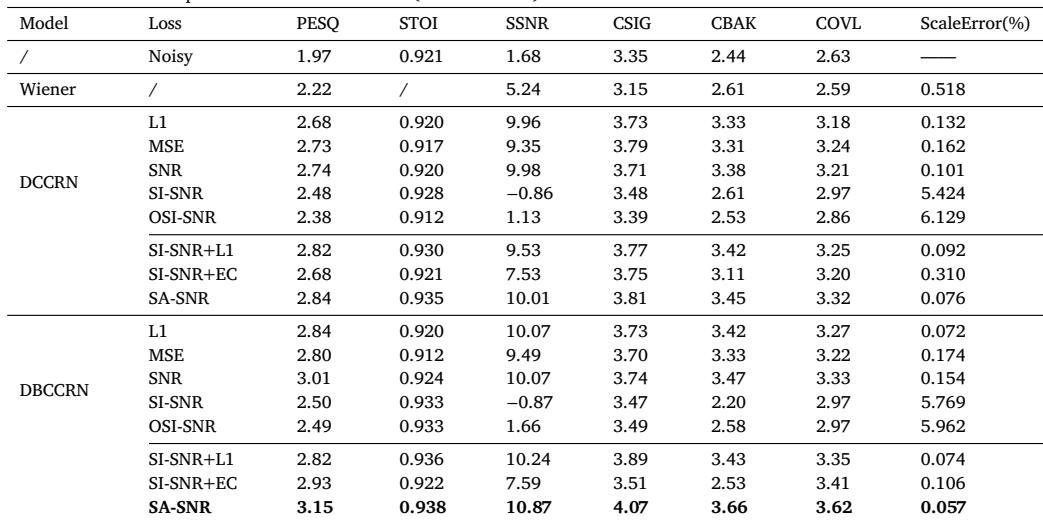 Model Loss PESQ STOI SSNR CSIG CBAK COVL ScaleError(%)
/ Noisy 1.97 0.921 1.68 3.35 2.44 2.63 ——
Wiener / 2.22 / 5.24 3.15 2.61 2.59 0.518
L1 2.68 0.920 9.96 3.73 3.33 3.18 0.132
MSE 2.73 0.917 9.35 3.79 3.31 3.24 0.162
SNR 2.74 0.920 9.98 3.71 3.38 3.21 0.101
DCCRN
SI-SNR 2.48 0.928 −0.86 3.48 2.61 2.97 5.424
OSI-SNR 2.38 0.912 1.13 3.39 2.53 2.86 6.129
SI-SNR+L1 2.82 0.930 9.53 3.77 3.42 3.25 0.092
SI-SNR+EC 2.68 0.921 7.53 3.75 3.11 3.20 0.310
SA-SNR 2.84 0.935 10.01 3.81 3.45 3.32 0.076
L1 2.84 0.920 10.07 3.73 3.42 3.27 0.072
MSE 2.80 0.912 9.49 3.70 3.33 3.22 0.174
SNR 3.01 0.924 10.07 3.74 3.47 3.33 0.154
DBCCRN
SI-SNR 2.50 0.933 −0.87 3.47 2.20 2.97 5.769
OSI-SNR 2.49 0.933 1.66 3.49 2.58 2.97 5.962
SI-SNR+L1 2.82 0.936 10.24 3.89 3.43 3.35 0.074
SI-SNR+EC 2.93 0.922 7.59 3.51 2.53 3.41 0.106
SA-SNR 3.15 0.938 10.87 4.07 3.66 3.62 0.057